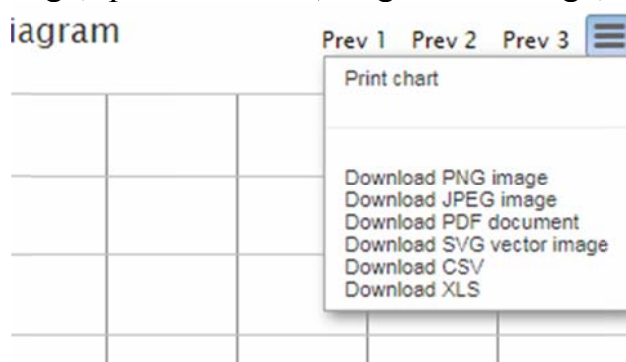 iagram
Prev 1 Prev 2 Prev 3
Print chart
Download PNG image
Download JPEG image
Download PDF document
Download SVG vector image
Download CSV
Download XLS